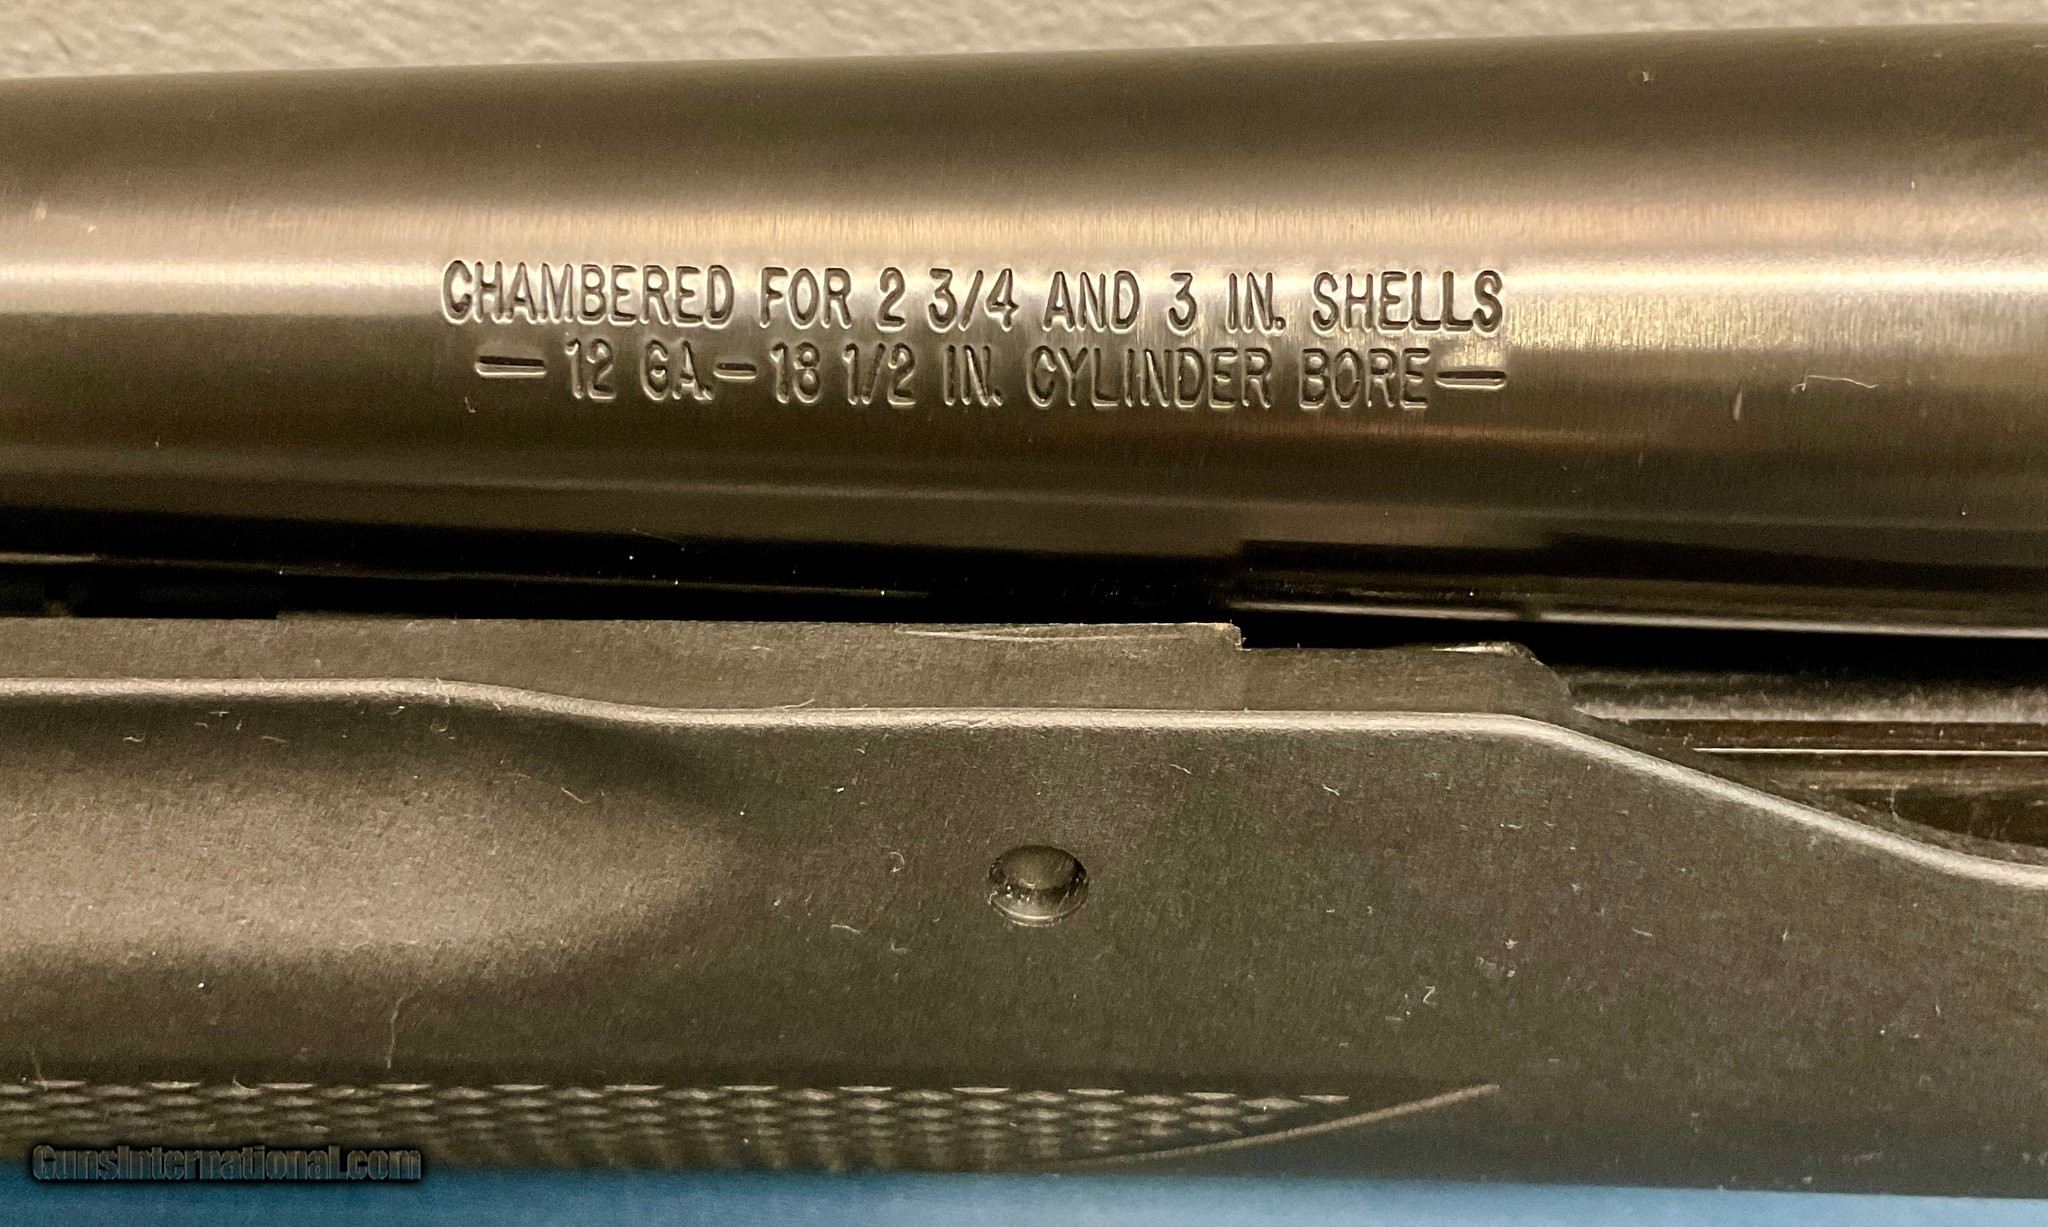 CHAMBERED FOR 2 3/4 AND 3 IN. SHELLS
— 12 GA.—18 1/2 IN. CYLINDER BORE—
GunsInternational.com